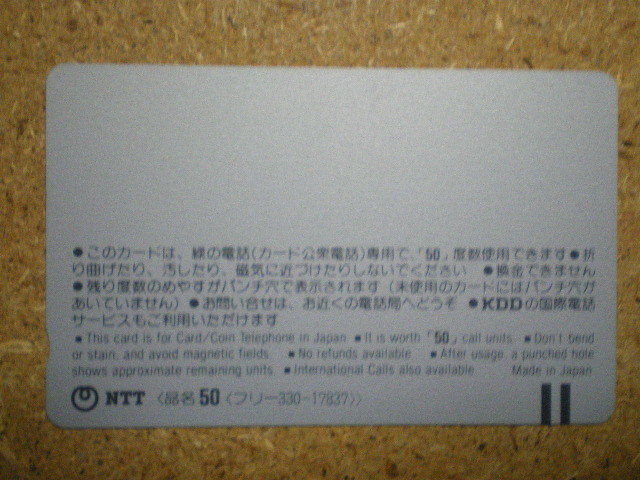 ●このカードは、緑の電話(カード公衆電話)専用で、「50」度数使用できます●折
り曲げたり、汚したり、磁気に近づけたりしないでください ●換金できません
●残り度数のめやすがパンチ穴で表示されます(未使用のカードにはパンチ穴が
あいていません)●お問い合せは、お近くの電話局へどうぞ ●KDDの国際電話
サービスもご利用いただけます
■This card is for Card/Coin Telephone in Japan ■It is worth「50」call units. ■Don't bend
or stain, and avoid magnetic fields. ■No refunds available. ■After usage, a punched hole
shows approximate remaining units. ■International Calls also available. Made in Japan
NTT 〈品名 50〈フリー330-17837〉〉